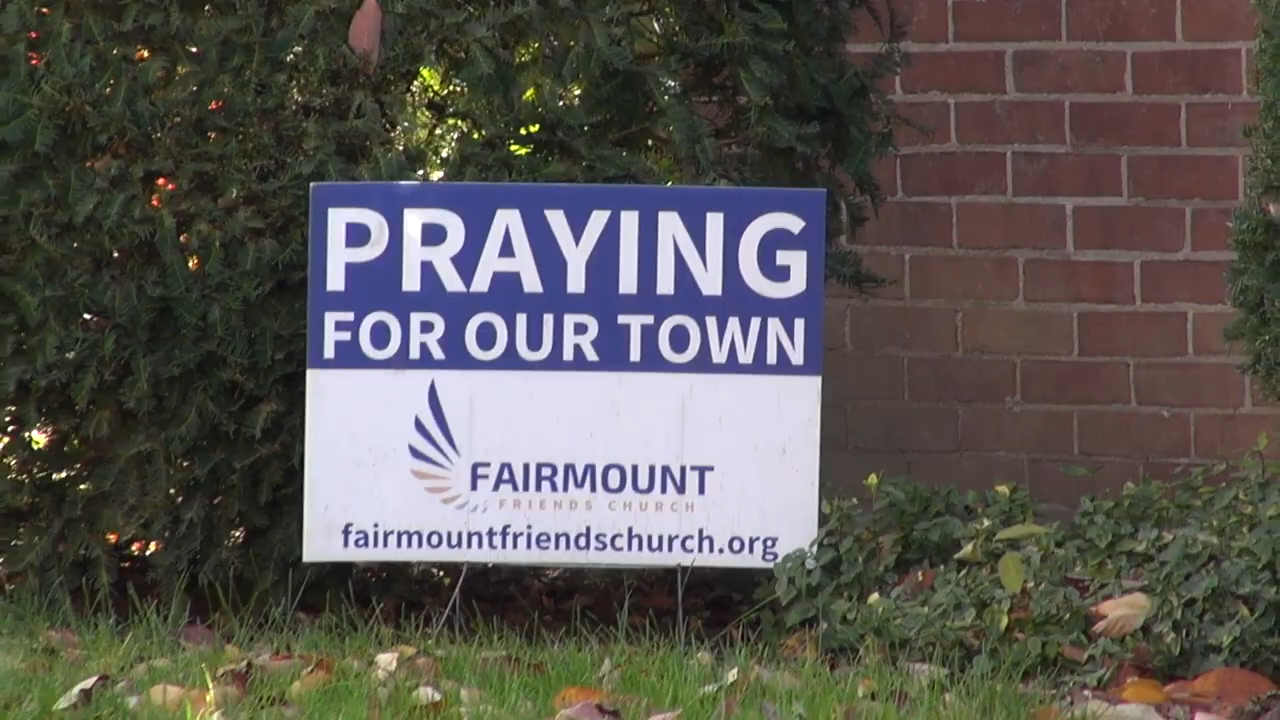 PRAYING
FOR OUR TOWN
FAIRMOUNT
FRIENDS CHURCH
fairmountfriendschurch.org